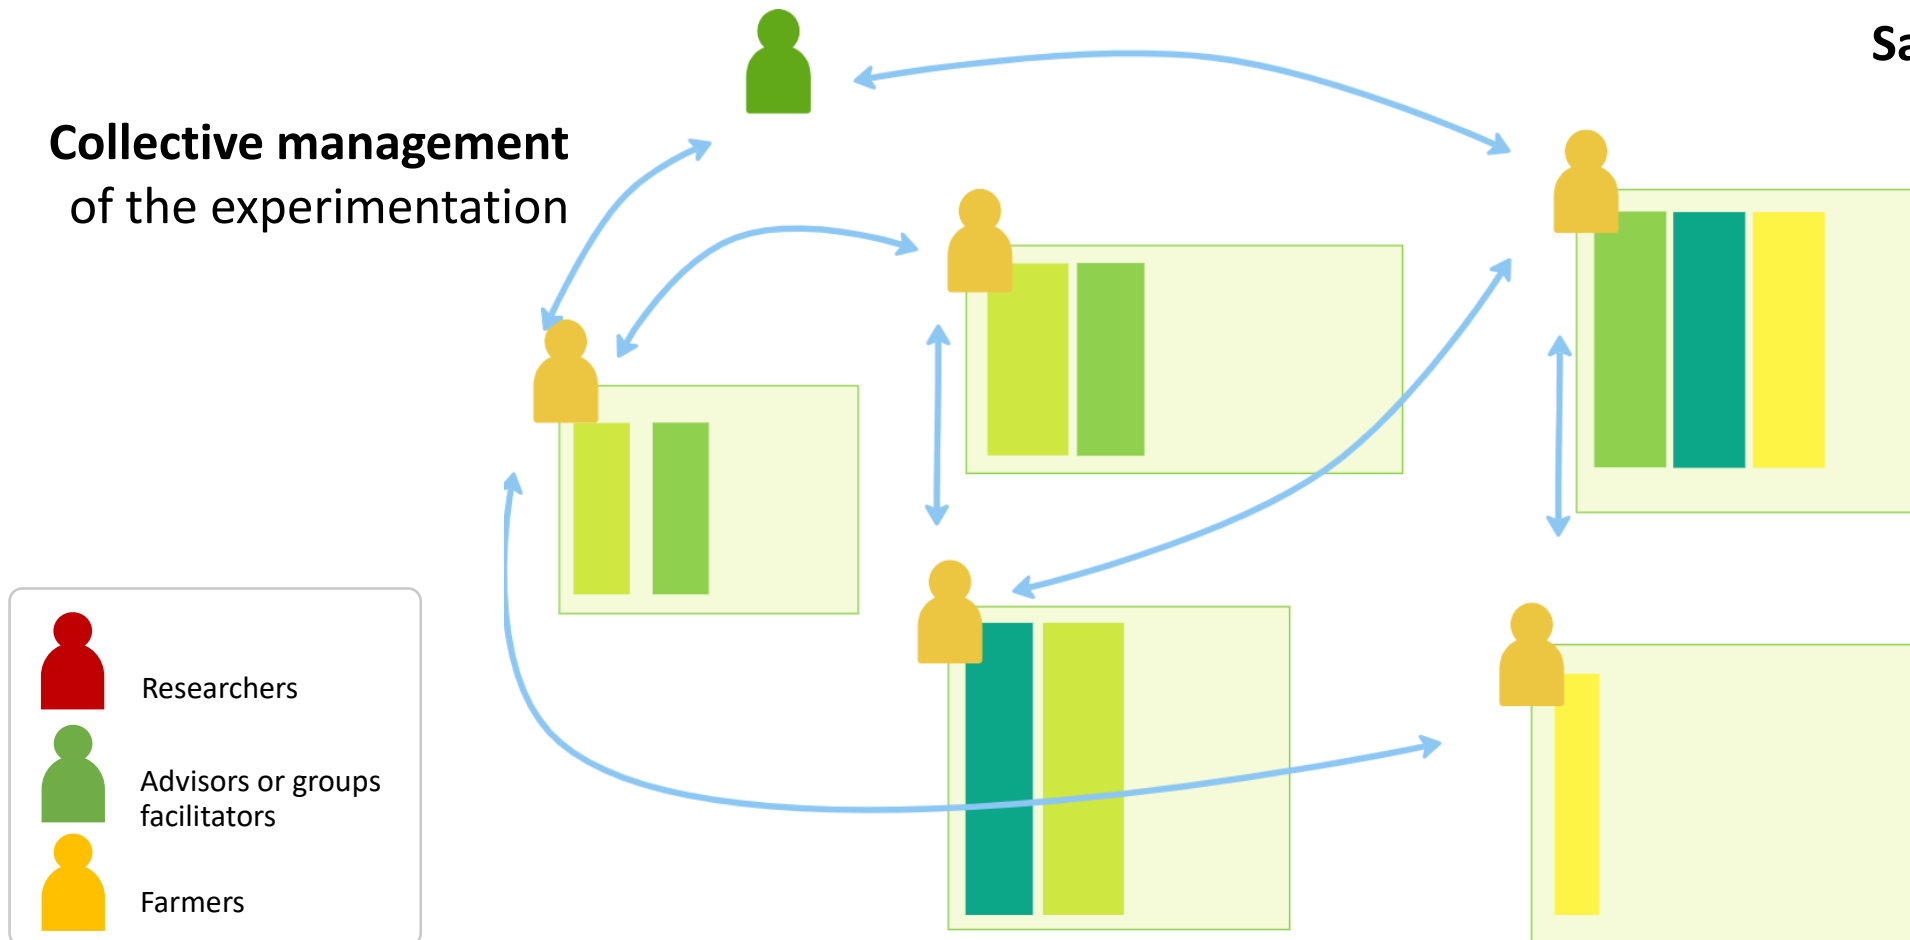 Collective management
of the experimentation
Researchers
Advisors or groups
facilitators
Farmers